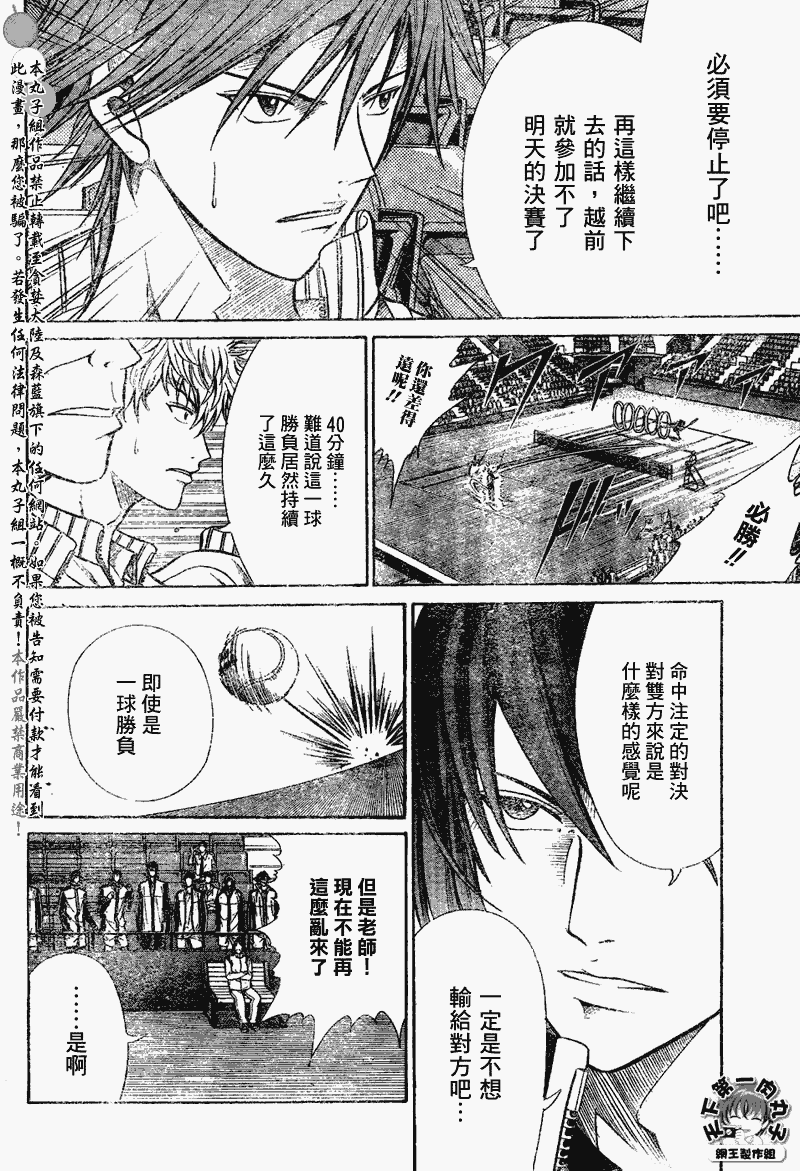 必須要停止了吧……
再這樣繼續下
去的話，越前
就參加不了
明天的決賽了
必勝!!
你還差得
遠呢!!
40分鐘……
難道說這一球
勝負居然持續
了這麼久
命中注定的對決
對雙方來說是
什麼樣的感覺呢
一定是不想
輸給對方吧…
即使是
一球勝負
但是老師！
現在不能再
這麼亂來了
……是啊
本丸子組作品禁止轉載至貪婪大陸及森藍旗下的任何網站。如果您被告知需要付款才能看到
此漫畫，那麼您被騙了。若發生任何法律問題，本丸子組一概不負責！本作品嚴禁商業用途！
天下第一肉丸子
網王製作組